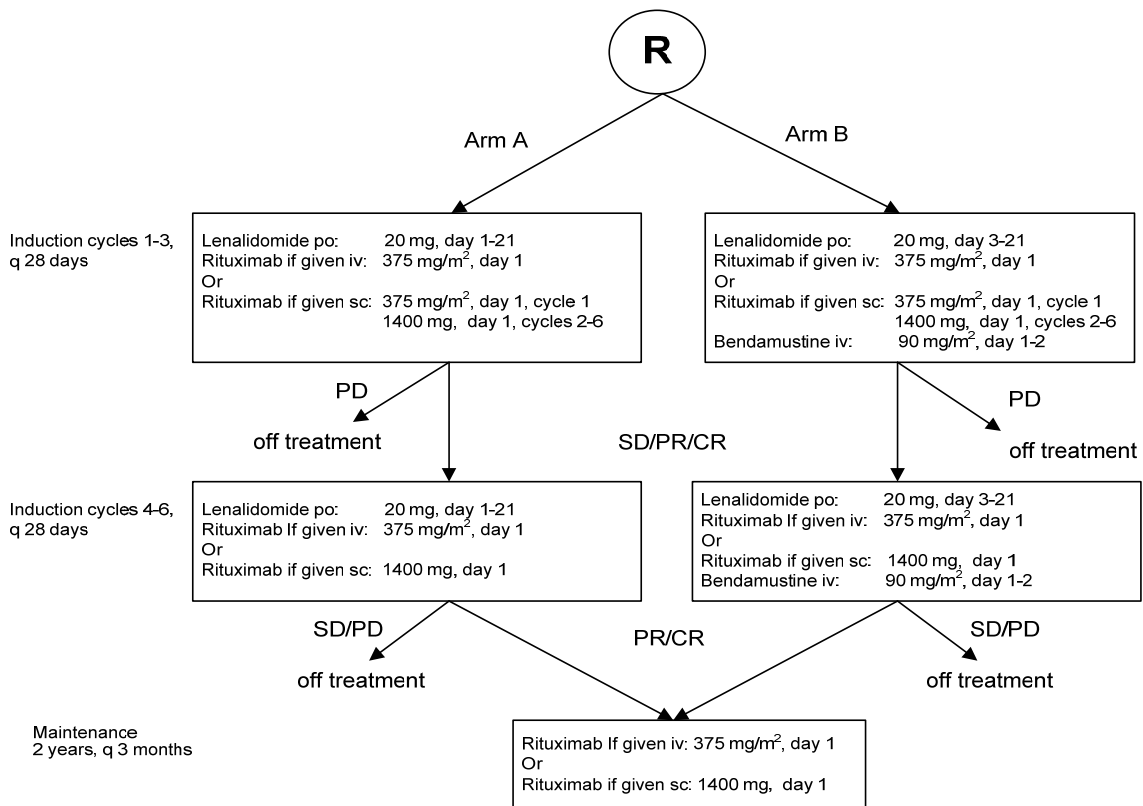 R
Arm A
Arm B
Induction cycles 1-3,
q 28 days
Lenalidomide po: 20 mg, day 1-21
Rituximab if given iv: 375 mg/m², day 1
Or
Rituximab if given sc: 375 mg/m², day 1, cycle 1
1400 mg, day 1, cycles 2-6
Lenalidomide po: 20 mg, day 3-21
Rituximab if given iv: 375 mg/m², day 1
Or
Rituximab if given sc: 375 mg/m², day 1, cycle 1
1400 mg, day 1, cycles 2-6
Bendamustine iv: 90 mg/m², day 1-2
PD
off treatment
SD/PR/CR
PD
off treatment
Induction cycles 4-6,
q 28 days
Lenalidomide po: 20 mg, day 1-21
Rituximab If given iv: 375 mg/m², day 1
Or
Rituximab if given sc: 1400 mg, day 1
Lenalidomide po: 20 mg, day 3-21
Rituximab If given iv: 375 mg/m², day 1
Or
Rituximab if given sc: 1400 mg, day 1
Bendamustine iv: 90 mg/m², day 1-2
SD/PD
off treatment
PR/CR
SD/PD
off treatment
Maintenance
2 years, q 3 months
Rituximab If given iv: 375 mg/m², day 1
Or
Rituximab if given sc: 1400 mg, day 1